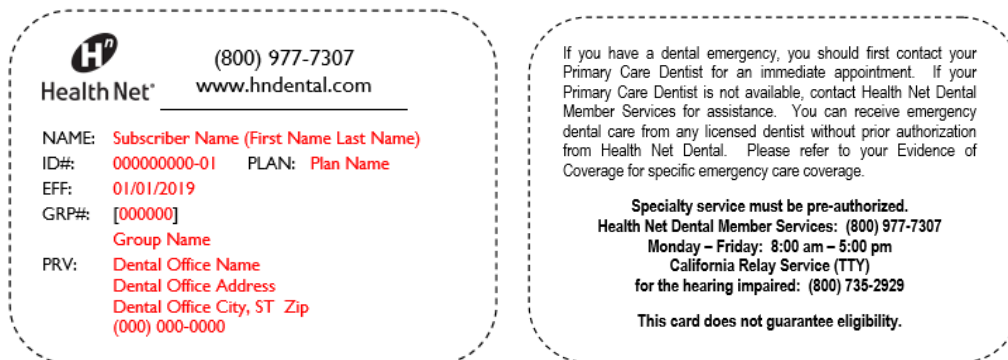 Hn
Health Net®
(800) 977-7307
www.hndental.com
NAME: Subscriber Name (First Name Last Name)
ID#: 000000000-01 PLAN: Plan Name
EFF: 01/01/2019
GRP#: [000000]
Group Name
PRV: Dental Office Name
Dental Office Address
Dental Office City, ST Zip
(000) 000-0000
If you have a dental emergency, you should first contact your
Primary Care Dentist for an immediate appointment. If your
Primary Care Dentist is not available, contact Health Net Dental
Member Services for assistance. You can receive emergency
dental care from any licensed dentist without prior authorization
from Health Net Dental. Please refer to your Evidence of
Coverage for specific emergency care coverage.
Specialty service must be pre-authorized.
Health Net Dental Member Services: (800) 977-7307
Monday – Friday: 8:00 am – 5:00 pm
California Relay Service (TTY)
for the hearing impaired: (800) 735-2929
This card does not guarantee eligibility.